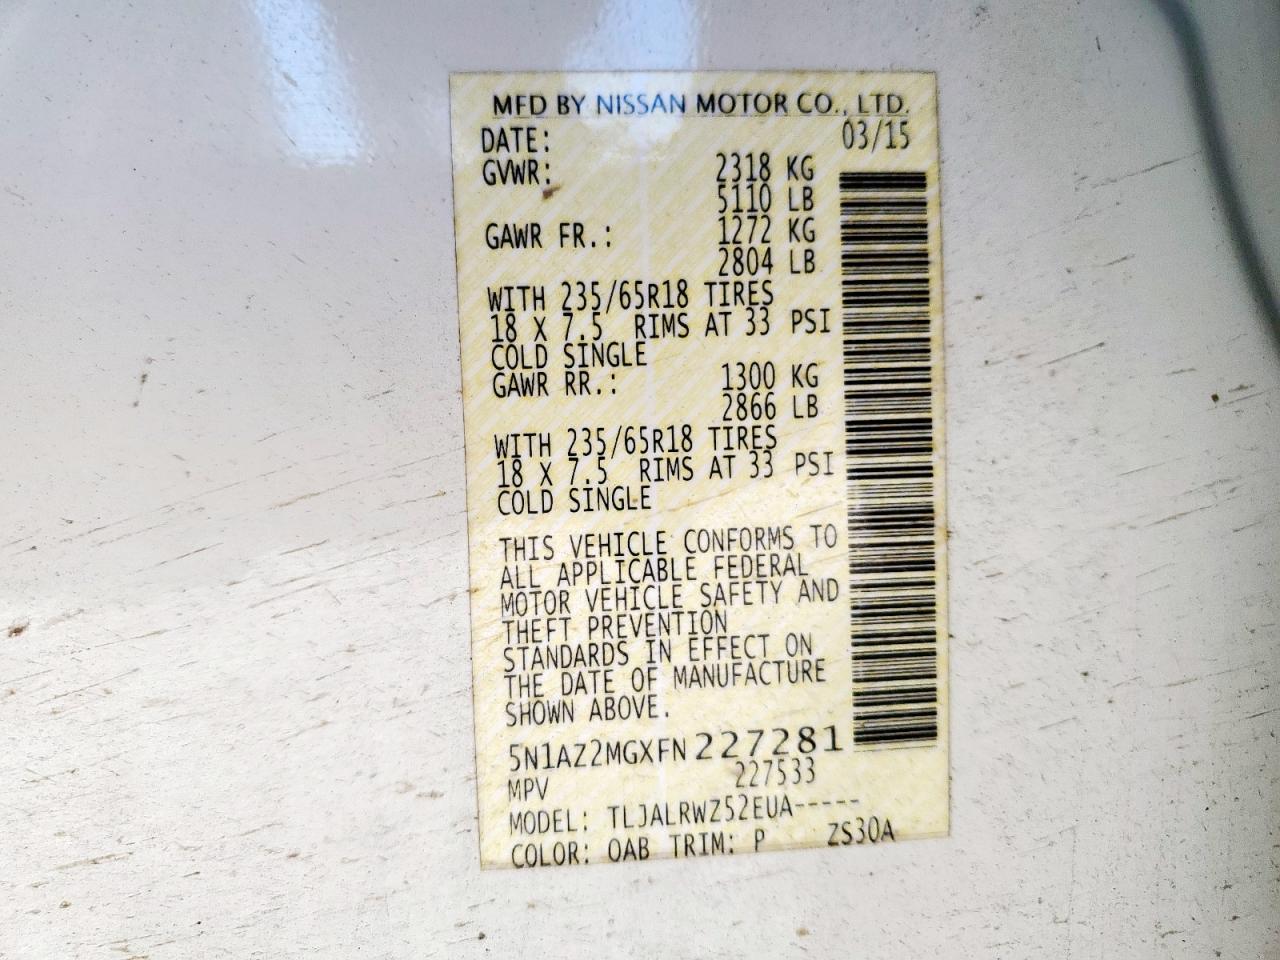 MFD BY NISSAN MOTOR CO., LTD.
DATE: 03/15
GVWR: 2318 KG
5110 LB
GAWR FR.: 1272 KG
2804 LB
WITH 235/65R18 TIRES
18 X 7.5 RIMS AT 33 PSI
COLD SINGLE
GAWR RR.: 1300 KG
2866 LB
WITH 235/65R18 TIRES
18 X 7.5 RIMS AT 33 PSI
COLD SINGLE
THIS VEHICLE CONFORMS TO
ALL APPLICABLE FEDERAL
MOTOR VEHICLE SAFETY AND
THEFT PREVENTION
STANDARDS IN EFFECT ON
THE DATE OF MANUFACTURE
SHOWN ABOVE.
5N1AZ2MGXFN227281
MPV 227533
MODEL: TLJALRWZ52EUA-----
COLOR: QAB TRIM: P ZS30A